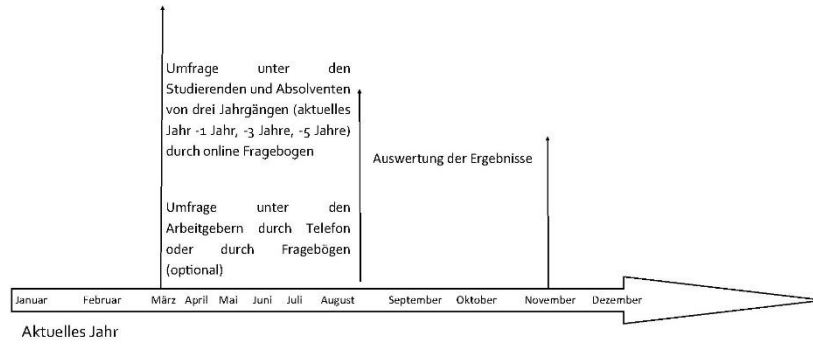 Umfrage unter den
Studierenden und Absolventen
von drei Jahrgängen (aktuelles
Jahr -1 Jahr, -3 Jahre, -5 Jahre)
durch online Fragebogen
Auswertung der Ergebnisse
Umfrage unter den
Arbeitgebern durch Telefon
oder durch Fragebögen
(optional)
Januar Februar März April Mai Juni Juli August September Oktober November Dezember
Aktuelles Jahr